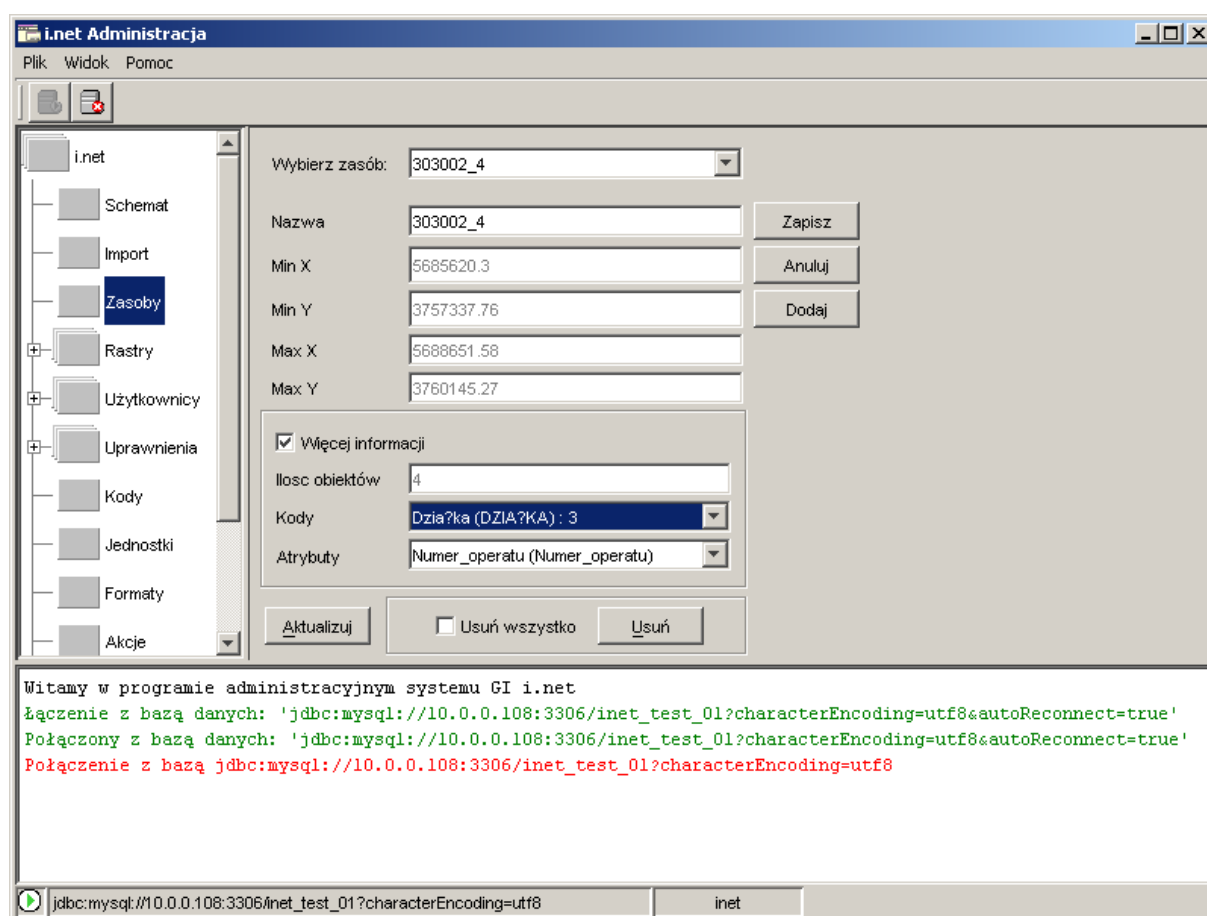 i.net Administracja
Plik Widok Pomoc
i.net
Schemat
Import
Zasoby
Rastry
Użytkownicy
Uprawnienia
Kody
Jednostki
Formaty
Akcje
Wybierz zasób: 303002_4
Nazwa 303002_4 Zapisz
Min X 5685620.3 Anuluj
Min Y 3757337.76 Dodaj
Max X 5688651.58
Max Y 3760145.27
Więcej informacji
Ilosc obiektów 4
Kody Dzia?ka (DZIA?KA) : 3
Atrybuty Numer_operatu (Numer_operatu)
Aktualizuj Usuń wszystko Usuń
Witamy w programie administracyjnym systemu GI i.net
Łączenie z bazą danych: 'jdbc:mysql://10.0.0.108:3306/inet_test_01?characterEncoding=utf8&autoReconnect=true'
Połączony z bazą danych: 'jdbc:mysql://10.0.0.108:3306/inet_test_01?characterEncoding=utf8&autoReconnect=true'
Połączenie z bazą jdbc:mysql://10.0.0.108:3306/inet_test_01?characterEncoding=utf8
jdbc:mysql://10.0.0.108:3306/inet_test_01?characterEncoding=utf8 inet